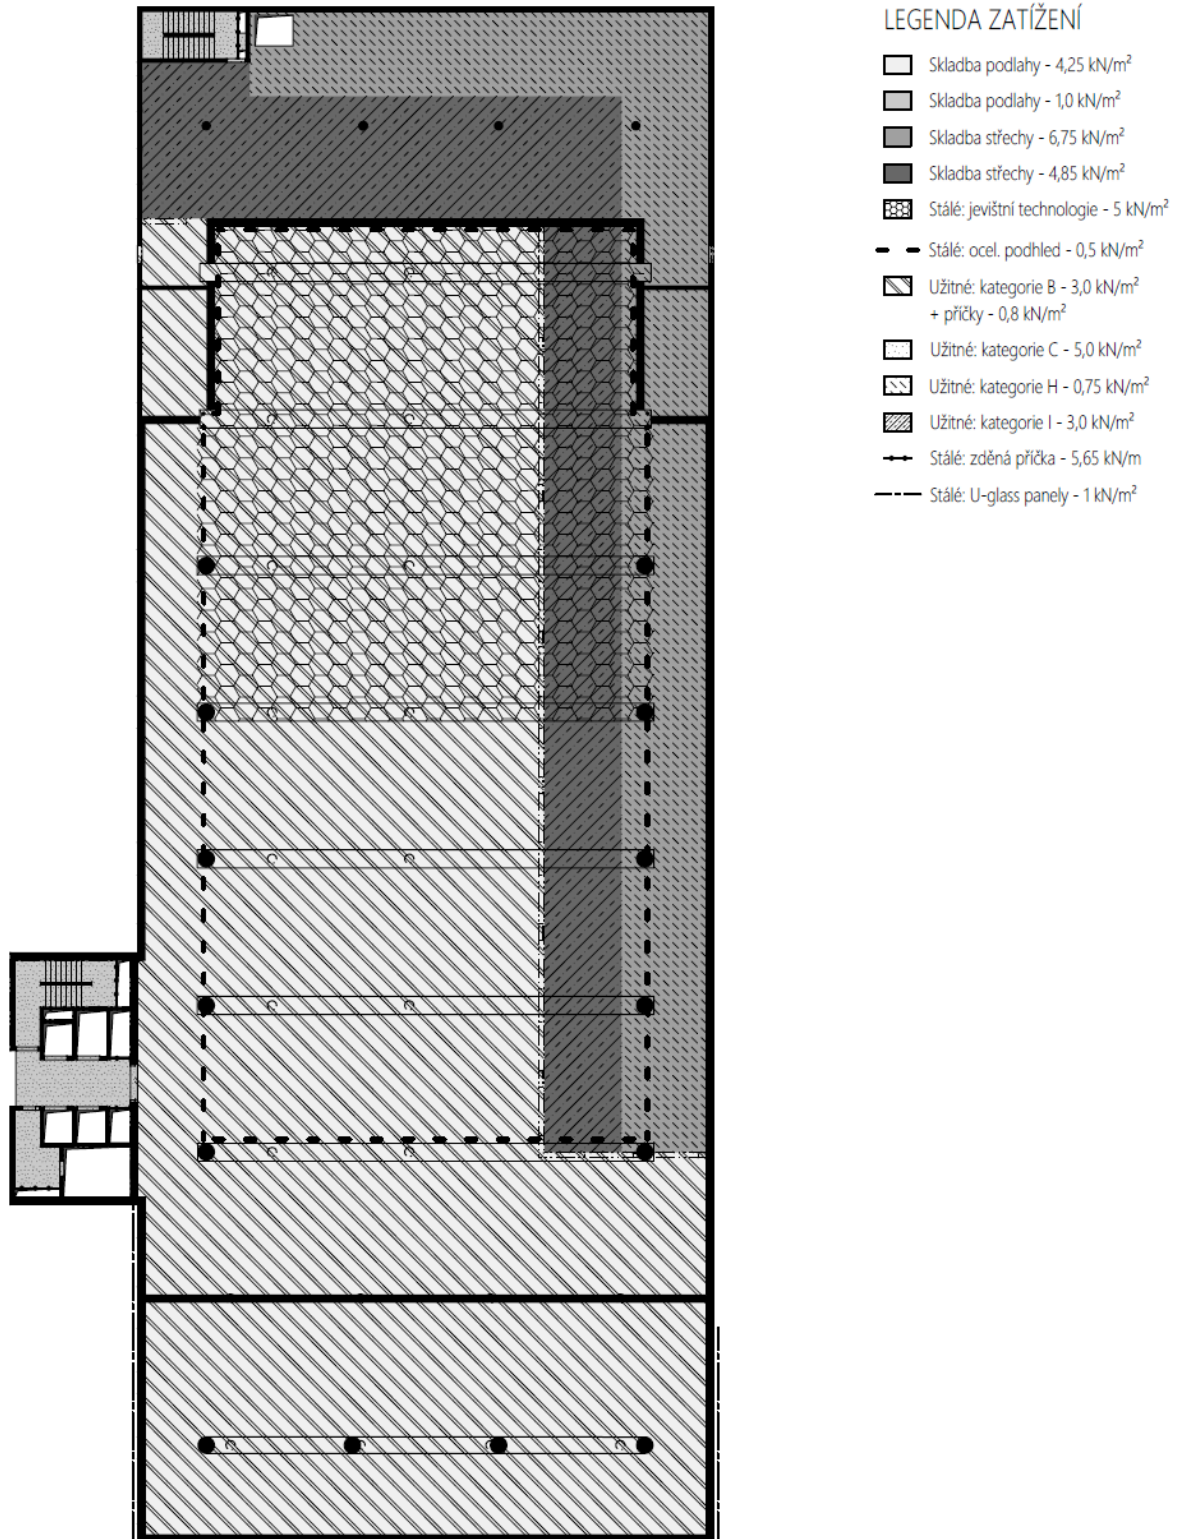 LEGENDA ZATÍŽENÍ
Skladba podlahy - 4,25 kN/m²
Skladba podlahy - 1,0 kN/m²
Skladba střechy - 6,75 kN/m²
Skladba střechy - 4,85 kN/m²
Stálé: jevištní technologie - 5 kN/m²
Stálé: ocel. podhled - 0,5 kN/m²
Užitné: kategorie B - 3,0 kN/m²
+ příčky - 0,8 kN/m²
Užitné: kategorie C - 5,0 kN/m²
Užitné: kategorie H - 0,75 kN/m²
Užitné: kategorie I - 3,0 kN/m²
Stálé: zděná příčka - 5,65 kN/m
Stálé: U-glass panely - 1 kN/m²